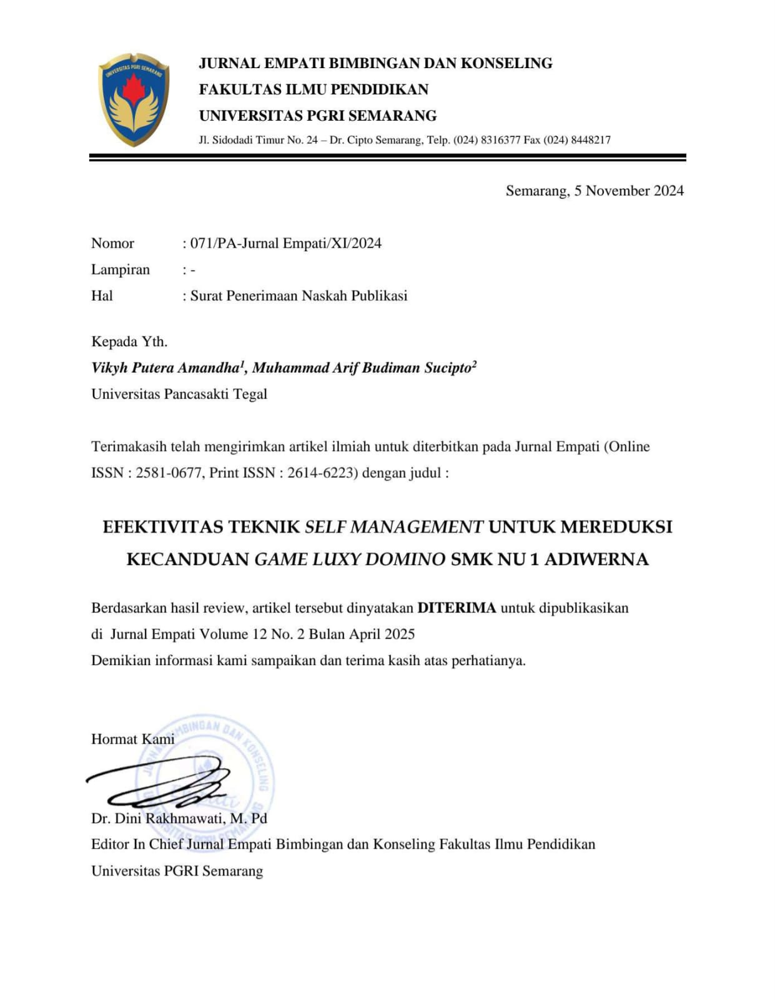 UNIVERSITAS PGRI SEMARANG
JURNAL EMPATI BIMBINGAN DAN KONSELING
FAKULTAS ILMU PENDIDIKAN
UNIVERSITAS PGRI SEMARANG
Jl. Sidodadi Timur No. 24 – Dr. Cipto Semarang, Telp. (024) 8316377 Fax (024) 8448217
Semarang, 5 November 2024
Nomor : 071/PA-Jurnal Empati/XI/2024
Lampiran : -
Hal : Surat Penerimaan Naskah Publikasi
Kepada Yth.
Vikyh Putera Amandha¹, Muhammad Arif Budiman Sucipto²
Universitas Pancasakti Tegal
Terimakasih telah mengirimkan artikel ilmiah untuk diterbitkan pada Jurnal Empati (Online
ISSN : 2581-0677, Print ISSN : 2614-6223) dengan judul :
EFEKTIVITAS TEKNIK SELF MANAGEMENT UNTUK MEREDUKSI
KECANDUAN GAME LUXY DOMINO SMK NU 1 ADIWERNA
Berdasarkan hasil review, artikel tersebut dinyatakan DITERIMA untuk dipublikasikan
di Jurnal Empati Volume 12 No. 2 Bulan April 2025
Demikian informasi kami sampaikan dan terima kasih atas perhatianya.
Hormat Kami
JURNAL BIMBINGAN DAN KONSELING
Empati
UNIVERSITAS PGRI SEMARANG
Dr. Dini Rakhmawati, M. Pd
Editor In Chief Jurnal Empati Bimbingan dan Konseling Fakultas Ilmu Pendidikan
Universitas PGRI Semarang